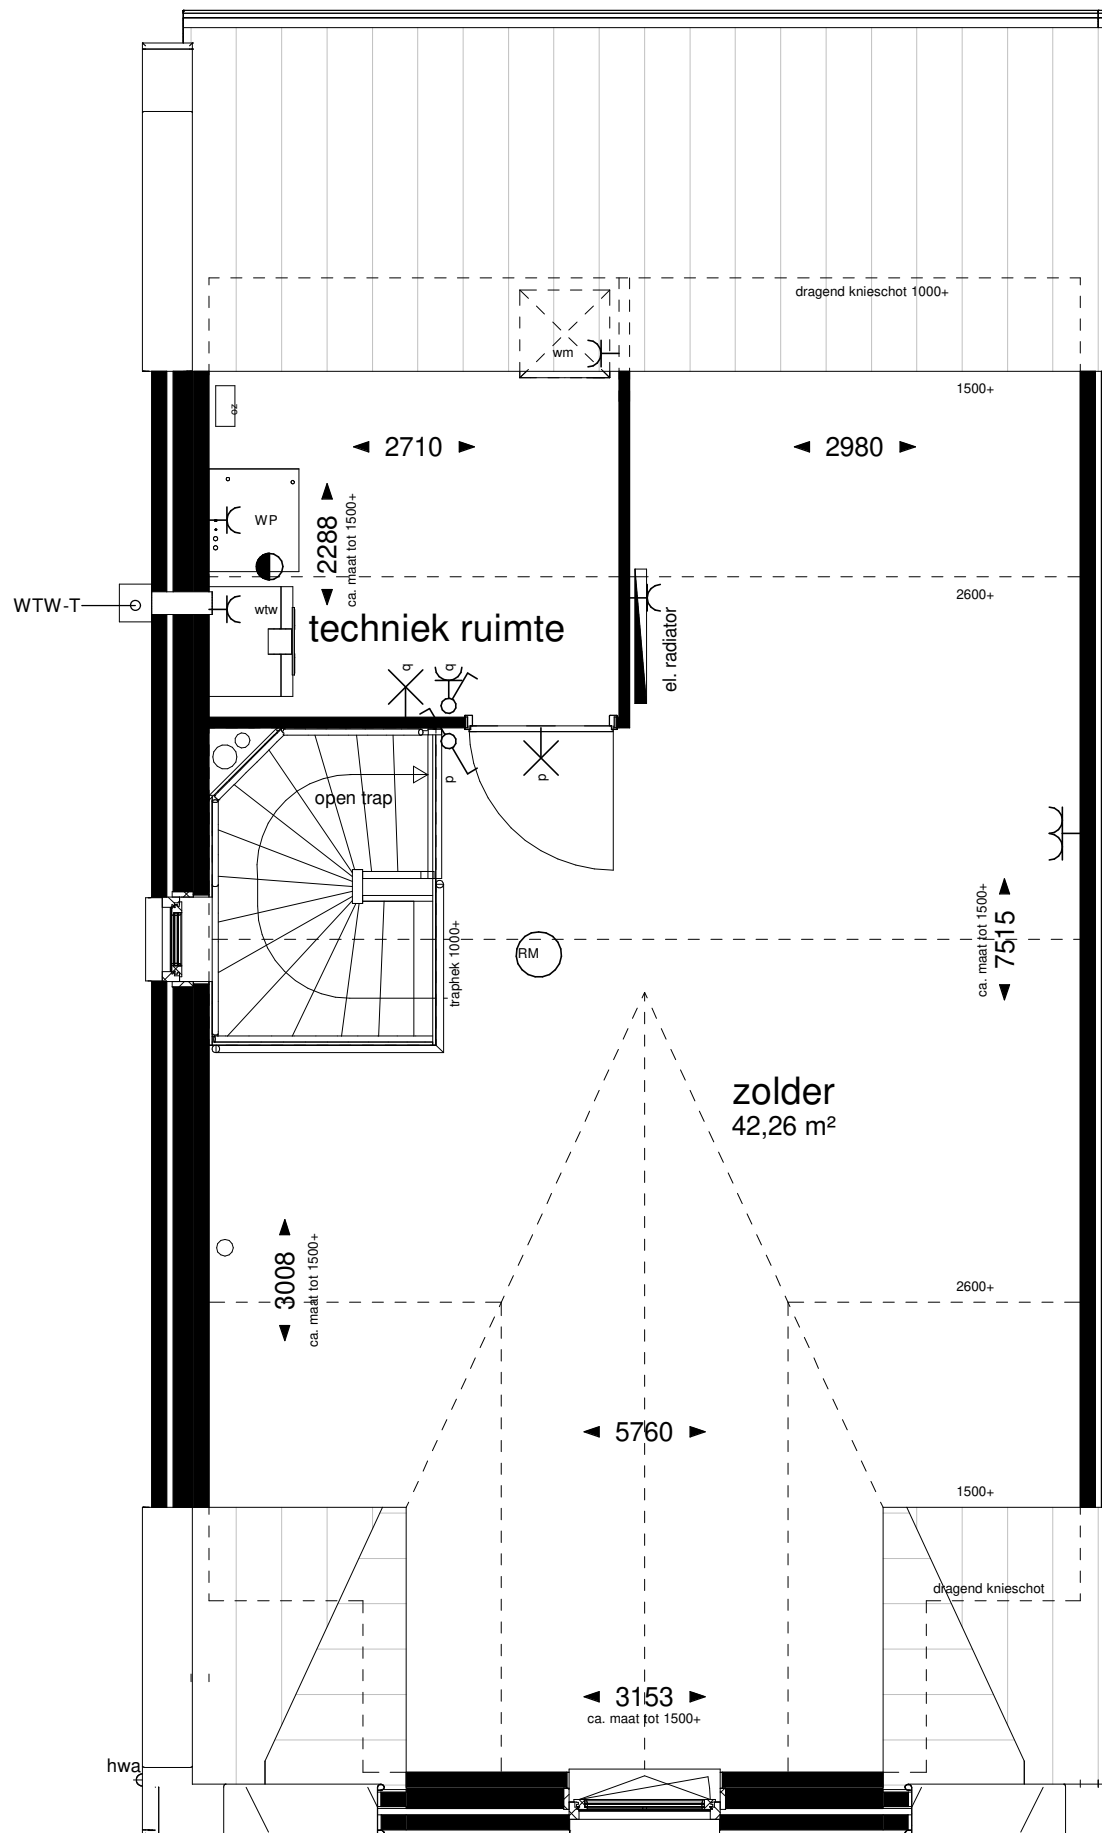 dragend knieschot 1000+
wm
1500+
ZO
2710
2980
2288
ca. maat tot 1500+
WP
2600+
WTW-T
wtw
techniek ruimte
el. radiator
q
q
p
p
open trap
traphek 1000+
RM
7515
ca. maat tot 1500+
zolder
42,26 m²
3008
ca. maat tot 1500+
2600+
5760
1500+
dragend knieschot
3153
ca. maat tot 1500+
hwa